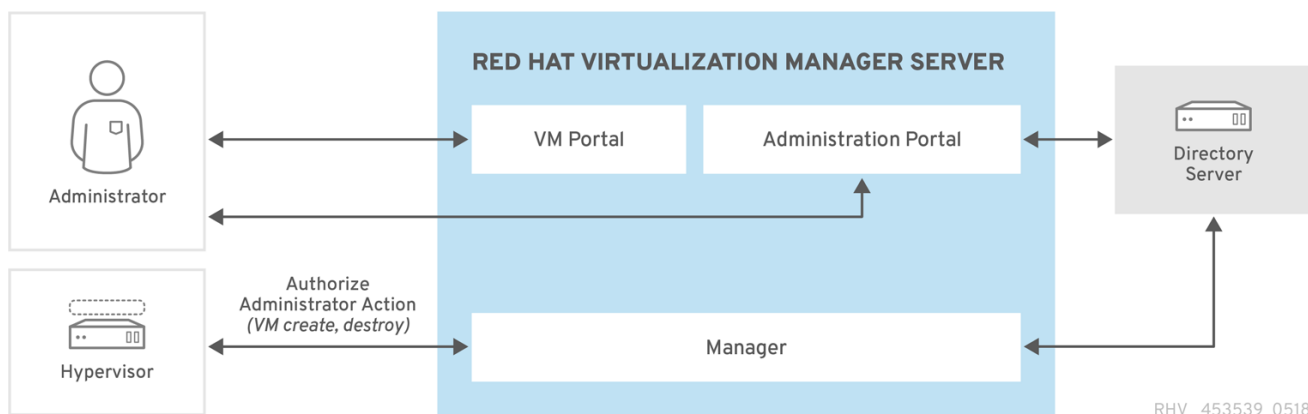 RED HAT VIRTUALIZATION MANAGER SERVER
VM Portal
Administration Portal
Directory
Server
Administrator
Authorize
Administrator Action
(VM create, destroy)
Hypervisor
Manager
RHV_453539_0518